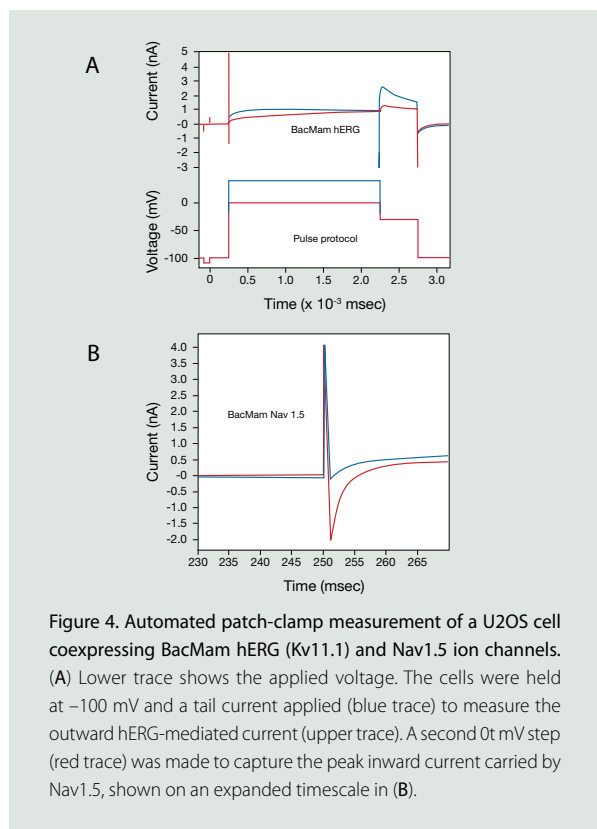 A
Current (nA)
5
4
3
2
1
-0
-1
-2
-3
BacMam hERG
Voltage (mV)
0
-50
-100
Pulse protocol
0 0.5 1.0 1.5 2.0 2.5 3.0
Time (x 10-3 msec)
B
Current (nA)
4.0
3.5
3.0
2.5
2.0
1.0
0.5
-0
-0.5
-1.0
-1.5
-2.0
BacMam Nav 1.5
230 235 240 245 250 255 260 265
Time (msec)
Figure 4. Automated patch-clamp measurement of a U2OS cell
coexpressing BacMam hERG (Kv11.1) and Nav1.5 ion channels.
(A) Lower trace shows the applied voltage. The cells were held
at –100 mV and a tail current applied (blue trace) to measure the
outward hERG-mediated current (upper trace). A second 0t mV step
(red trace) was made to capture the peak inward current carried by
Nav1.5, shown on an expanded timescale in (B).